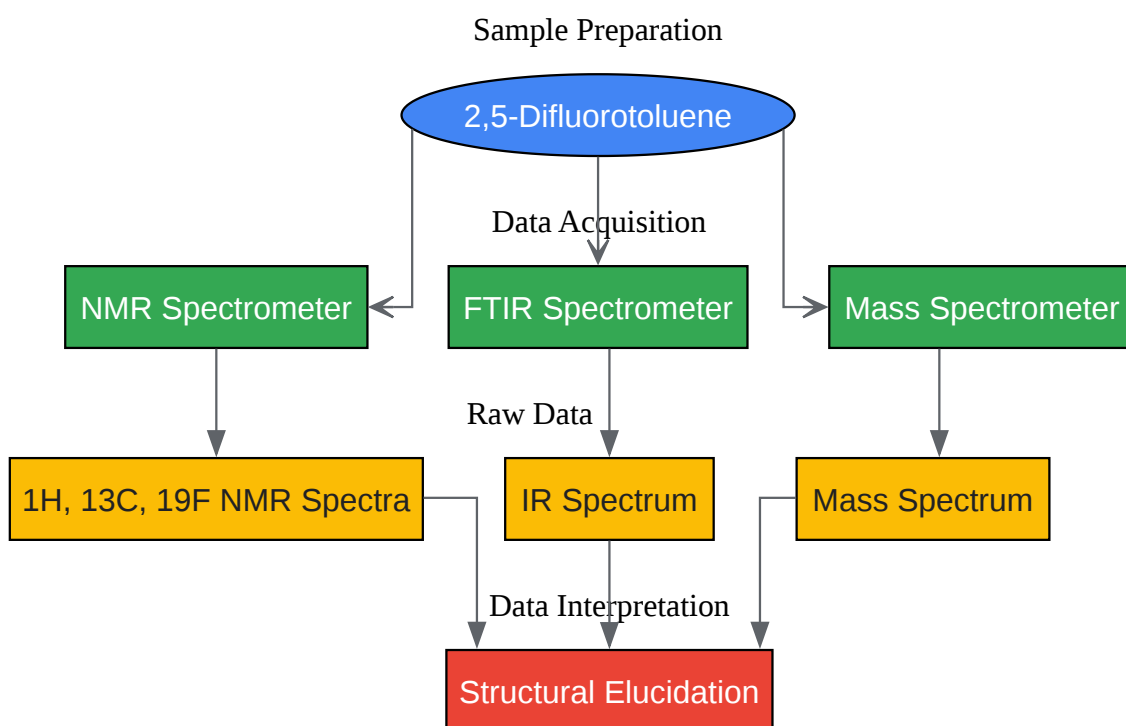 Sample Preparation
2,5-Difluorotoluene
Data Acquisition
NMR Spectrometer
FTIR Spectrometer
Mass Spectrometer
Raw Data
1H, 13C, 19F NMR Spectra
IR Spectrum
Mass Spectrum
Data Interpretation
Structural Elucidation